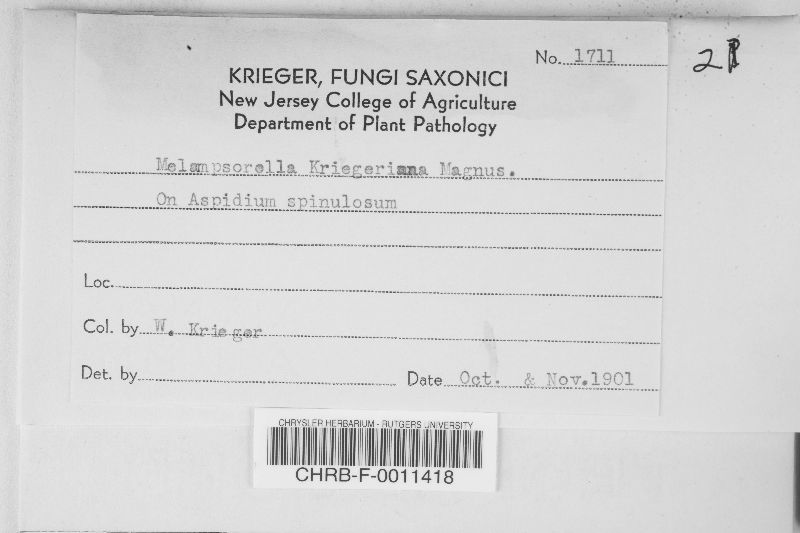 No. 1711
KRIEGER, FUNGI SAXONICI
New Jersey College of Agriculture
Department of Plant Pathology
Melampsorella Kriegeriana Magnus.
On Aspidium spinulosum
Loc.
Col. by W. Krieger
Det. by
Date Oct. & Nov.1901
CHRYSLER HERBARIUM - RUTGERS UNIVERSITY
CHRB-F-0011418